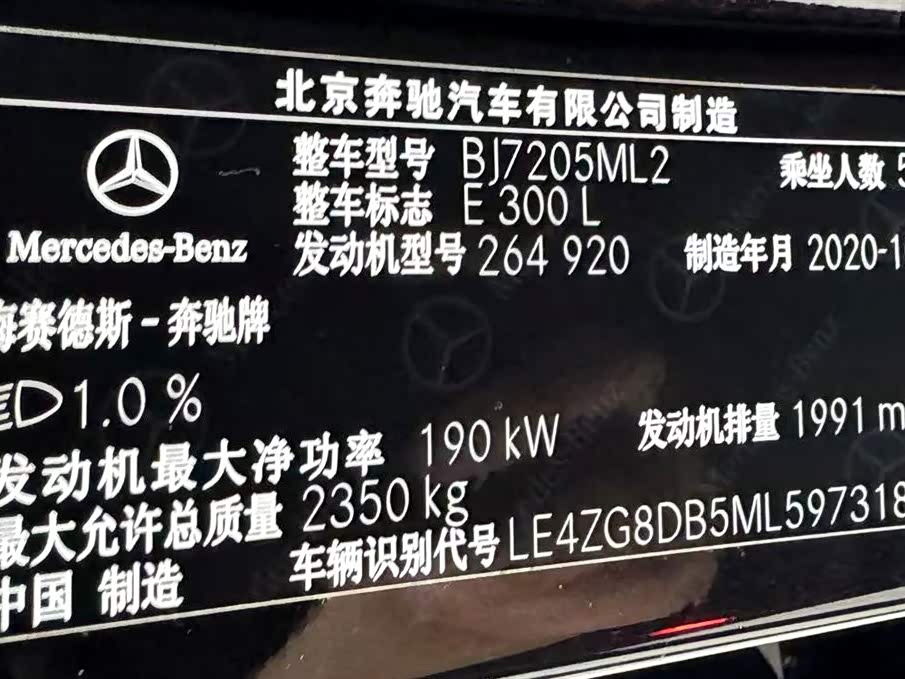 北京奔驰汽车有限公司制造
整车型号 BJ7205ML2 乘坐人数 5
整车标志 E 300 L
Mercedes-Benz 发动机型号 264 920 制造年月 2020-1
梅赛德斯-奔驰牌
1.0 %
发动机最大净功率 190 kW 发动机排量 1991 m
最大允许总质量 2350 kg
车辆识别代号 LE4ZG8DB5ML597318
中国 制造